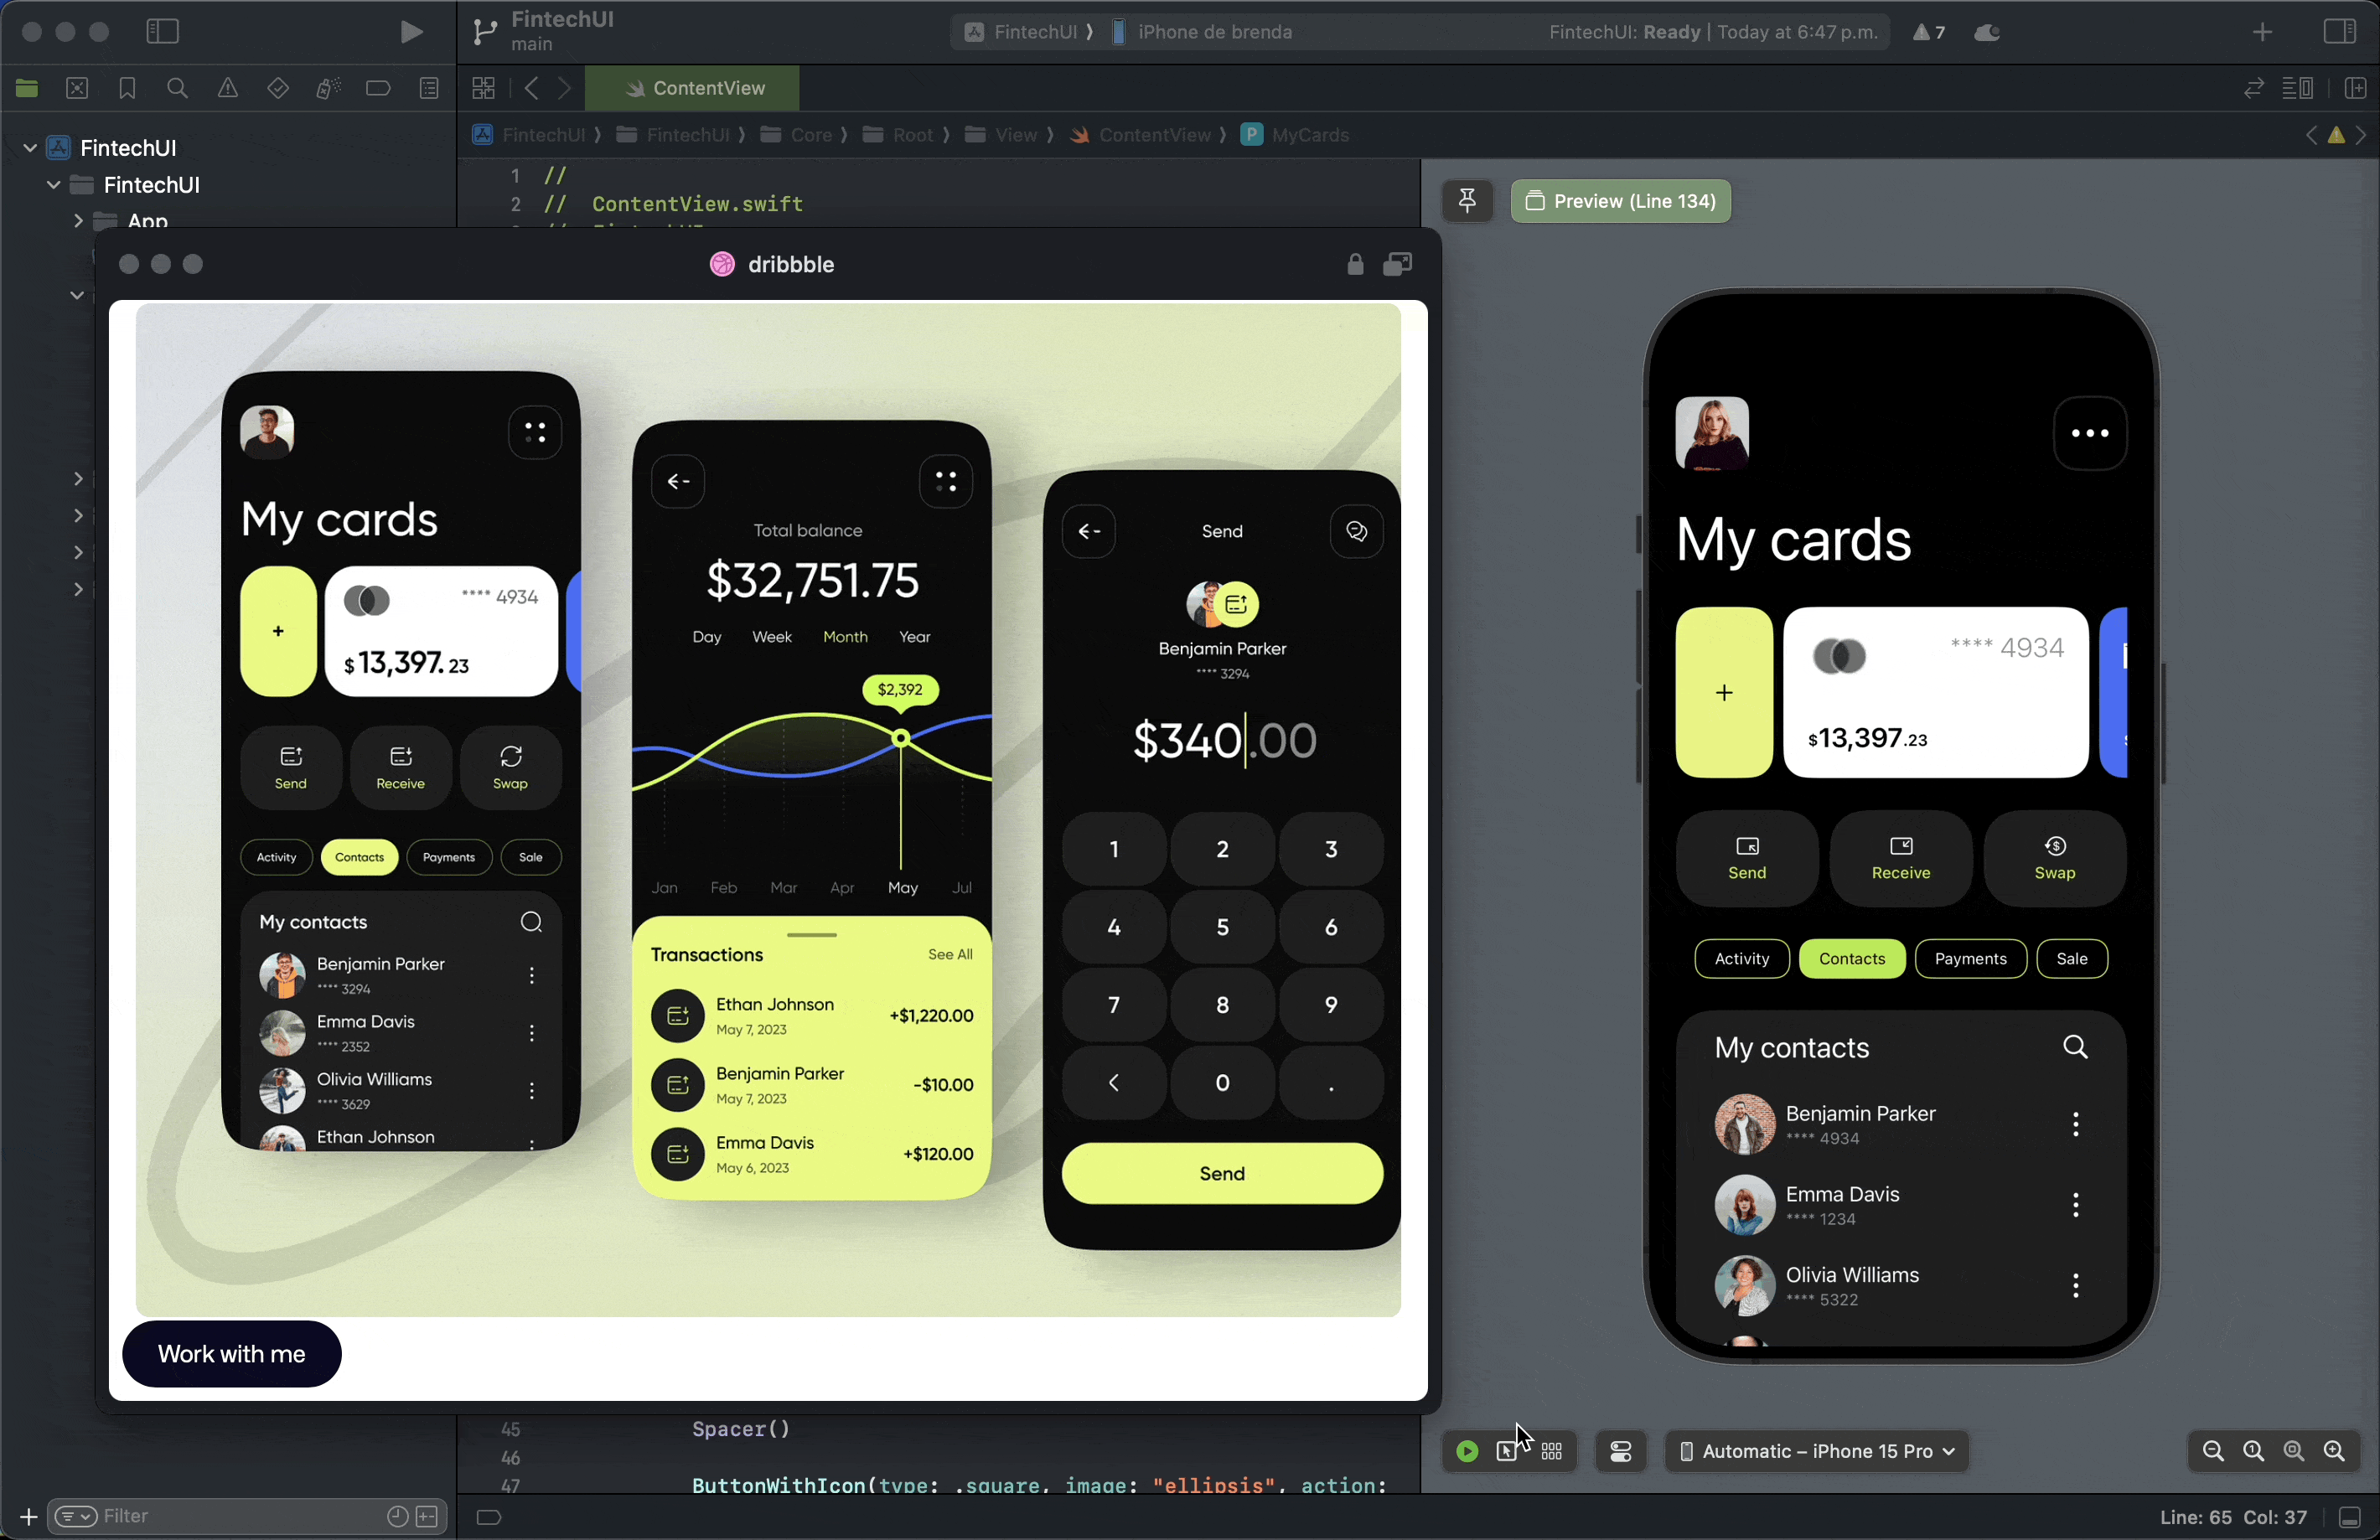 FintechUI
main
FintechUI ⟩ iPhone de brenda
FintechUI: Ready | Today at 6:47 p.m.
7
ContentView
FintechUI ⟩ FintechUI ⟩ Core ⟩ Root ⟩ View ⟩ ContentView ⟩ P MyCards
FintechUI
FintechUI
App
1 //
2 // ContentView.swift
Preview (Line 134)
dribbble
My cards
+
**** 4934
$ 13,397. 23
Send
Receive
Swap
Activity
Contacts
Payments
Sale
My contacts
Benjamin Parker
**** 3294
Emma Davis
**** 2352
Olivia Williams
**** 3629
Ethan Johnson
Total balance
$32,751.75
Day Week Month Year
$2,392
Jan Feb Mar Apr May Jul
Transactions
See All
Ethan Johnson
May 7, 2023
+$1,220.00
Benjamin Parker
May 7, 2023
-$10.00
Emma Davis
May 6, 2023
+$120.00
Send
Benjamin Parker
**** 3294
$340.00
1 2 3
4 5 6
7 8 9
< 0 .
Send
Work with me
My cards
+
**** 4934
$13,397.23
Send
Receive
Swap
Activity
Contacts
Payments
Sale
My contacts
Benjamin Parker
**** 4934
Emma Davis
**** 1234
Olivia Williams
**** 5322
45 Spacer()
46
47 ButtonWithIcon(type: .square, image: "ellipsis", action:
Automatic – iPhone 15 Pro
Filter
Line: 65 Col: 37